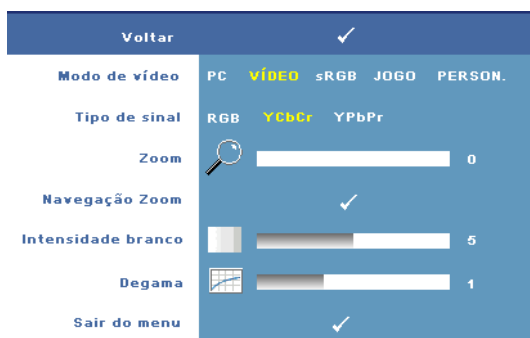 Voltar
Modo de vídeo PC VÍDEO sRGB JOGO PERSON.
Tipo de sinal RGB YCbCr YPbPr
Zoom 0
Navegação Zoom
Intensidade branco 5
Degama 1
Sair do menu